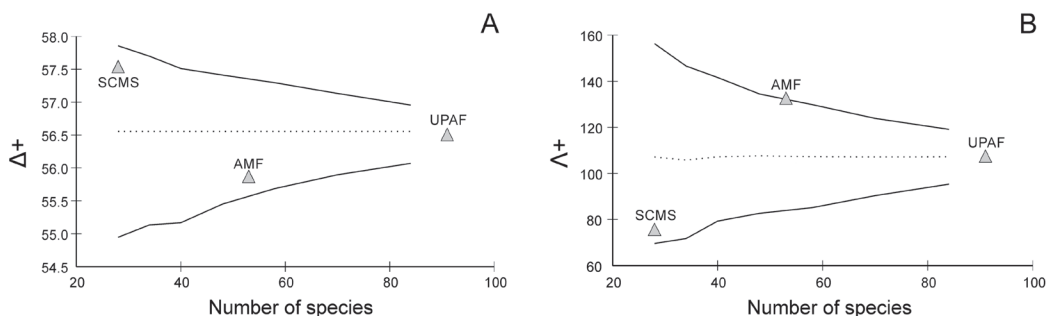 A
58.0
57.5
57.0
56.5
56.0
55.5
55.0
54.5
Δ+
SCMS
AMF
UPAF
20 40 60 80 100
Number of species
B
160
140
120
100
80
60
Λ+
AMF
UPAF
SCMS
20 40 60 80 100
Number of species